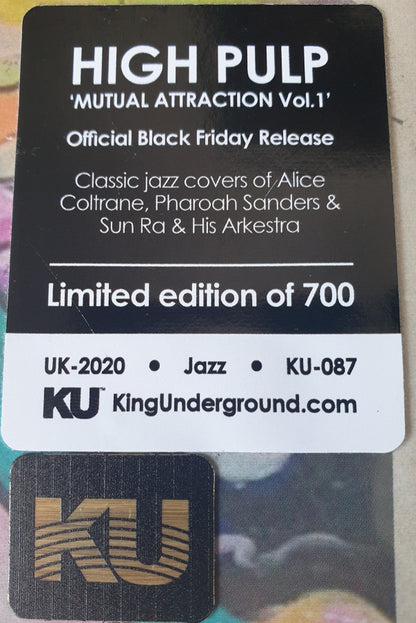 HIGH PULP
‘MUTUAL ATTRACTION Vol.1’
Official Black Friday Release
Classic jazz covers of Alice
Coltrane, Pharoah Sanders &
Sun Ra & His Arkestra
Limited edition of 700
UK-2020 • Jazz • KU-087
KU™ KingUnderground.com
KU